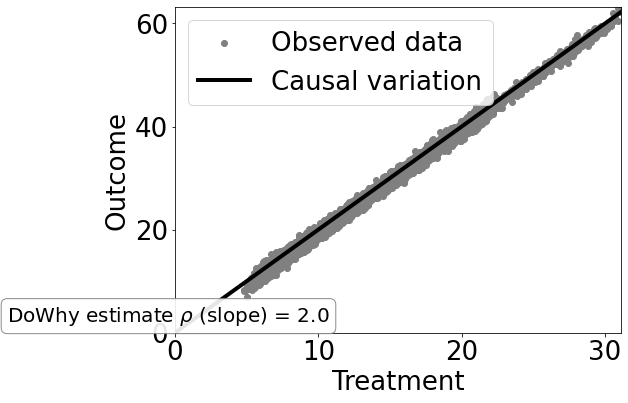 60
40
20
0
Outcome
Observed data
Causal variation
DoWhy estimate ρ (slope) = 2.0
0 10 20 30
Treatment